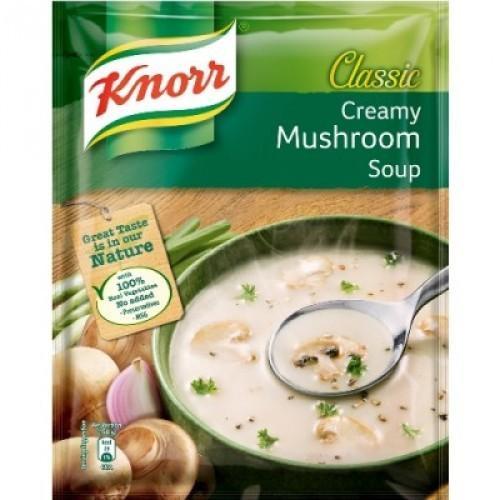 Knorr
Classic
Creamy
Mushroom
Soup
Great Taste
is in our
Nature
with
100%
Real Vegetables
No added
- Preservatives
- MSG